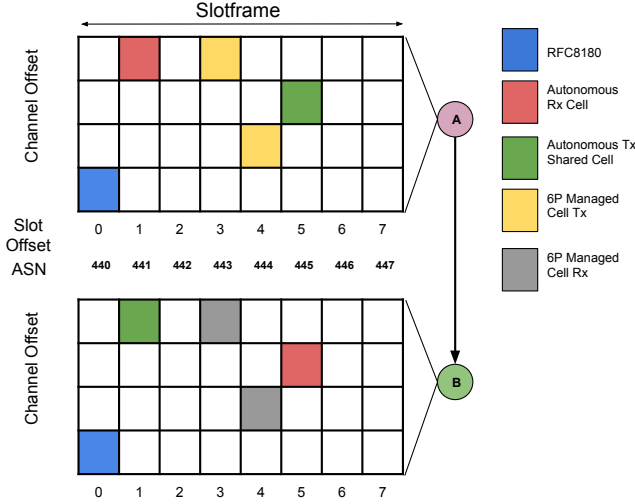 Slotframe
Channel Offset
A
Slot
Offset
0 1 2 3 4 5 6 7
ASN
440 441 442 443 444 445 446 447
Channel Offset
B
0 1 2 3 4 5 6 7
RFC8180
Autonomous
Rx Cell
Autonomous Tx
Shared Cell
6P Managed
Cell Tx
6P Managed
Cell Rx